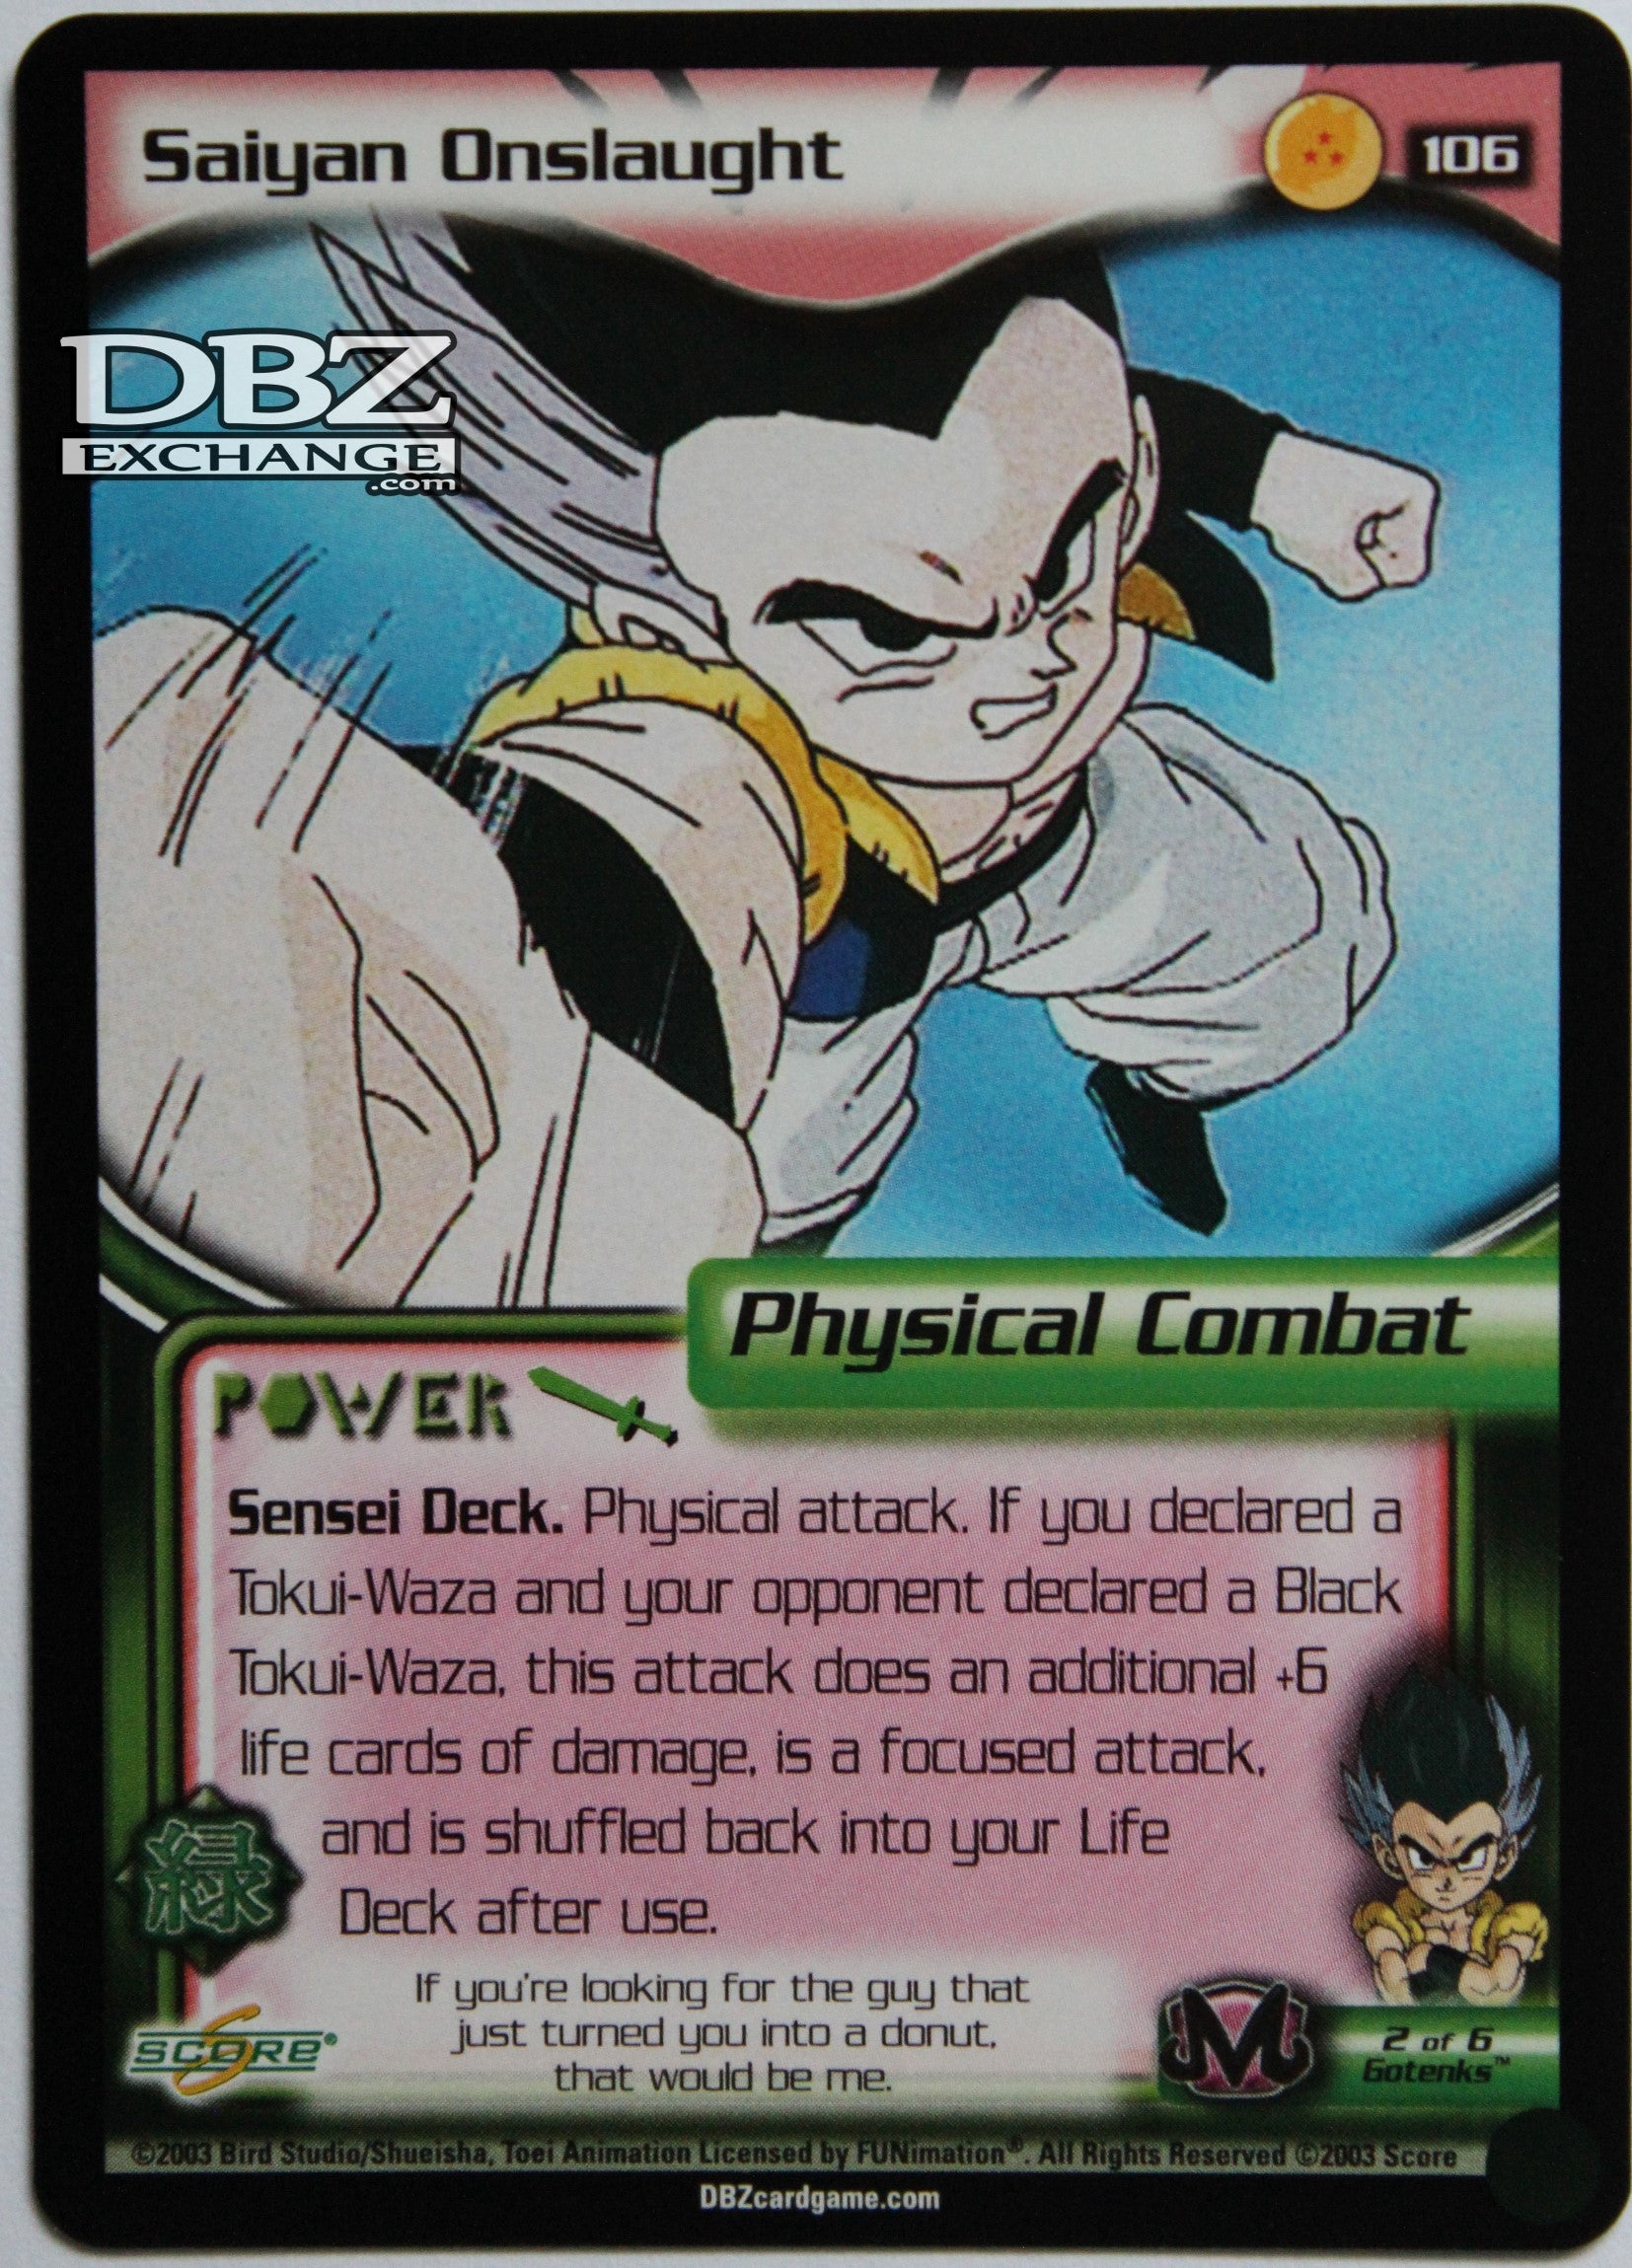 Saiyan Onslaught
106
DBZ
EXCHANGE
.com
Physical Combat
POWER
Sensei Deck. Physical attack. If you declared a
Tokui-Waza and your opponent declared a Black
Tokui-Waza, this attack does an additional +6
life cards of damage, is a focused attack,
and is shuffled back into your Life
Deck after use.
緑
If you're looking for the guy that
just turned you into a donut,
that would be me.
SCORE®
M
2 of 6
Gotenks™
©2003 Bird Studio/Shueisha, Toei Animation Licensed by FUNimation®. All Rights Reserved ©2003 Score
DBZcardgame.com